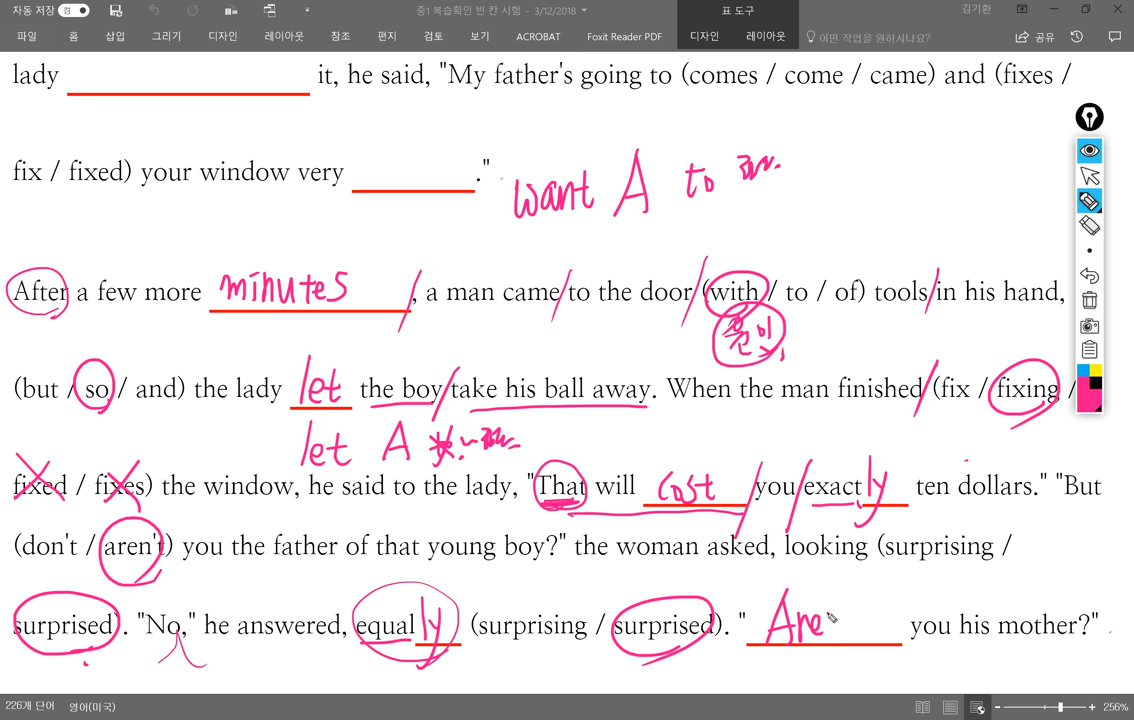 자동 저장 켬 중1 복습확인 빈 칸 시험 - 3/12/2018 표 도구 김기환
파일 홈 삽입 그리기 디자인 레이아웃 참조 편지 검토 보기 ACROBAT Foxit Reader PDF 디자인 레이아웃 어떤 작업을 원하시나요? 공유
lady it, he said, "My father's going to (comes / come / came) and (fixes /
fix / fixed) your window very ."
want A to
After a few more minutes , a man came / to the door / (with / to / of) tools / in his hand,
(but / so / and) the lady let the boy / take his ball away. When the man finished / (fix / fixing /
let A
fixed / fixes) the window, he said to the lady, "That will cost / you / exactly ten dollars." "But
(don't / aren't) you the father of that young boy?" the woman asked, looking (surprising /
surprised). "No," he answered, equally (surprising / surprised). " Are you his mother?"
226개 단어 영어(미국) 256%